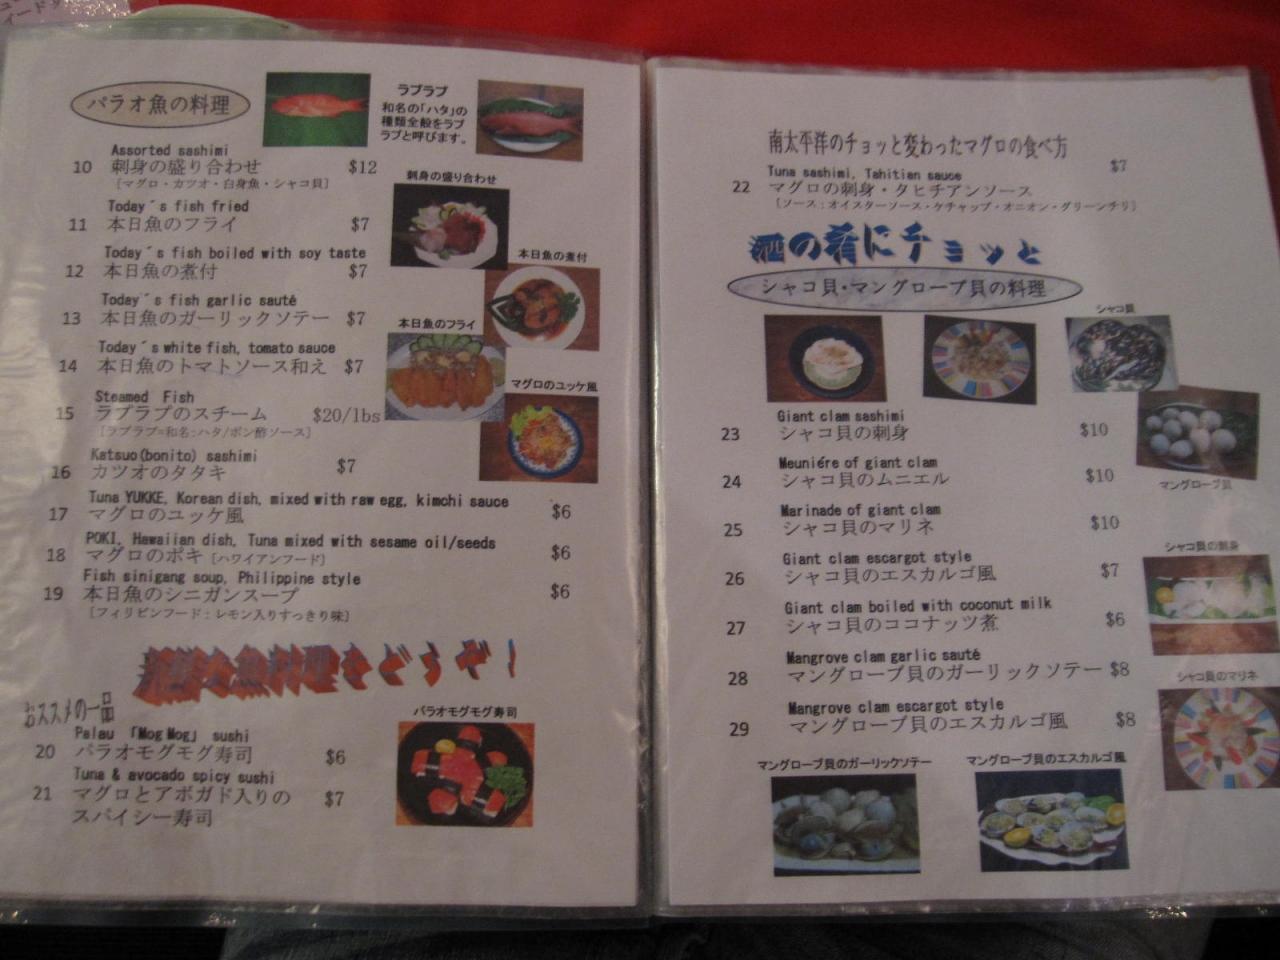 パラオ魚の料理
ラプラプ
和名の「ハタ」の
種類全般をラプ
ラプと呼びます。
Assorted sashimi
10 刺身の盛り合わせ $12
［マグロ・カツオ・白身魚・シャコ貝］
刺身の盛り合わせ
Today´s fish fried
11 本日魚のフライ $7
Today´s fish boiled with soy taste
12 本日魚の煮付 $7
本日魚の煮付
Today´s fish garlic sauté
13 本日魚のガーリックソテー $7
本日魚のフライ
Today´s white fish, tomato sauce
14 本日魚のトマトソース和え $7
マグロのユッケ風
Steamed Fish
15 ラプラプのスチーム $20/lbs
［ラプラプ=和名:ハタ/ポン酢ソース］
Katsuo(bonito) sashimi
16 カツオのタタキ $7
Tuna YUKKE, Korean dish, mixed with raw egg, kimchi sauce
17 マグロのユッケ風 $6
POKI, Hawaiian dish, Tuna mixed with sesame oil/seeds
18 マグロのポキ［ハワイアンフード］ $6
Fish sinigang soup, Philippine style
19 本日魚のシニガンスープ $6
［フィリピンフード：レモン入りすっきり味］
魚料理をどうぞ！
おススメの一品
パラオモグモグ寿司
Palau 「Mog Mog」 sushi
20 パラオモグモグ寿司 $6
Tuna & avocado spicy sushi
21 マグロとアボガド入りの $7
スパイシー寿司
南太平洋のチョッと変わったマグロの食べ方
$7
Tuna sashimi, Tahitian sauce
22 マグロの刺身・タヒチアンソース
［ソース：オイスターソース・ケチャップ・オニオン・グリーンチリ］
酒の肴にチョッと
シャコ貝・マングローブ貝の料理
シャコ貝
Giant clam sashimi
23 シャコ貝の刺身 $10
Meuniére of giant clam
24 シャコ貝のムニエル $10
マングローブ貝
Marinade of giant clam
25 シャコ貝のマリネ $10
シャコ貝の刺身
Giant clam escargot style
26 シャコ貝のエスカルゴ風 $7
Giant clam boiled with coconut milk
27 シャコ貝のココナッツ煮 $6
Mangrove clam garlic sauté
28 マングローブ貝のガーリックソテー $8
シャコ貝のマリネ
Mangrove clam escargot style
29 マングローブ貝のエスカルゴ風 $8
マングローブ貝のガーリックソテー
マングローブ貝のエスカルゴ風